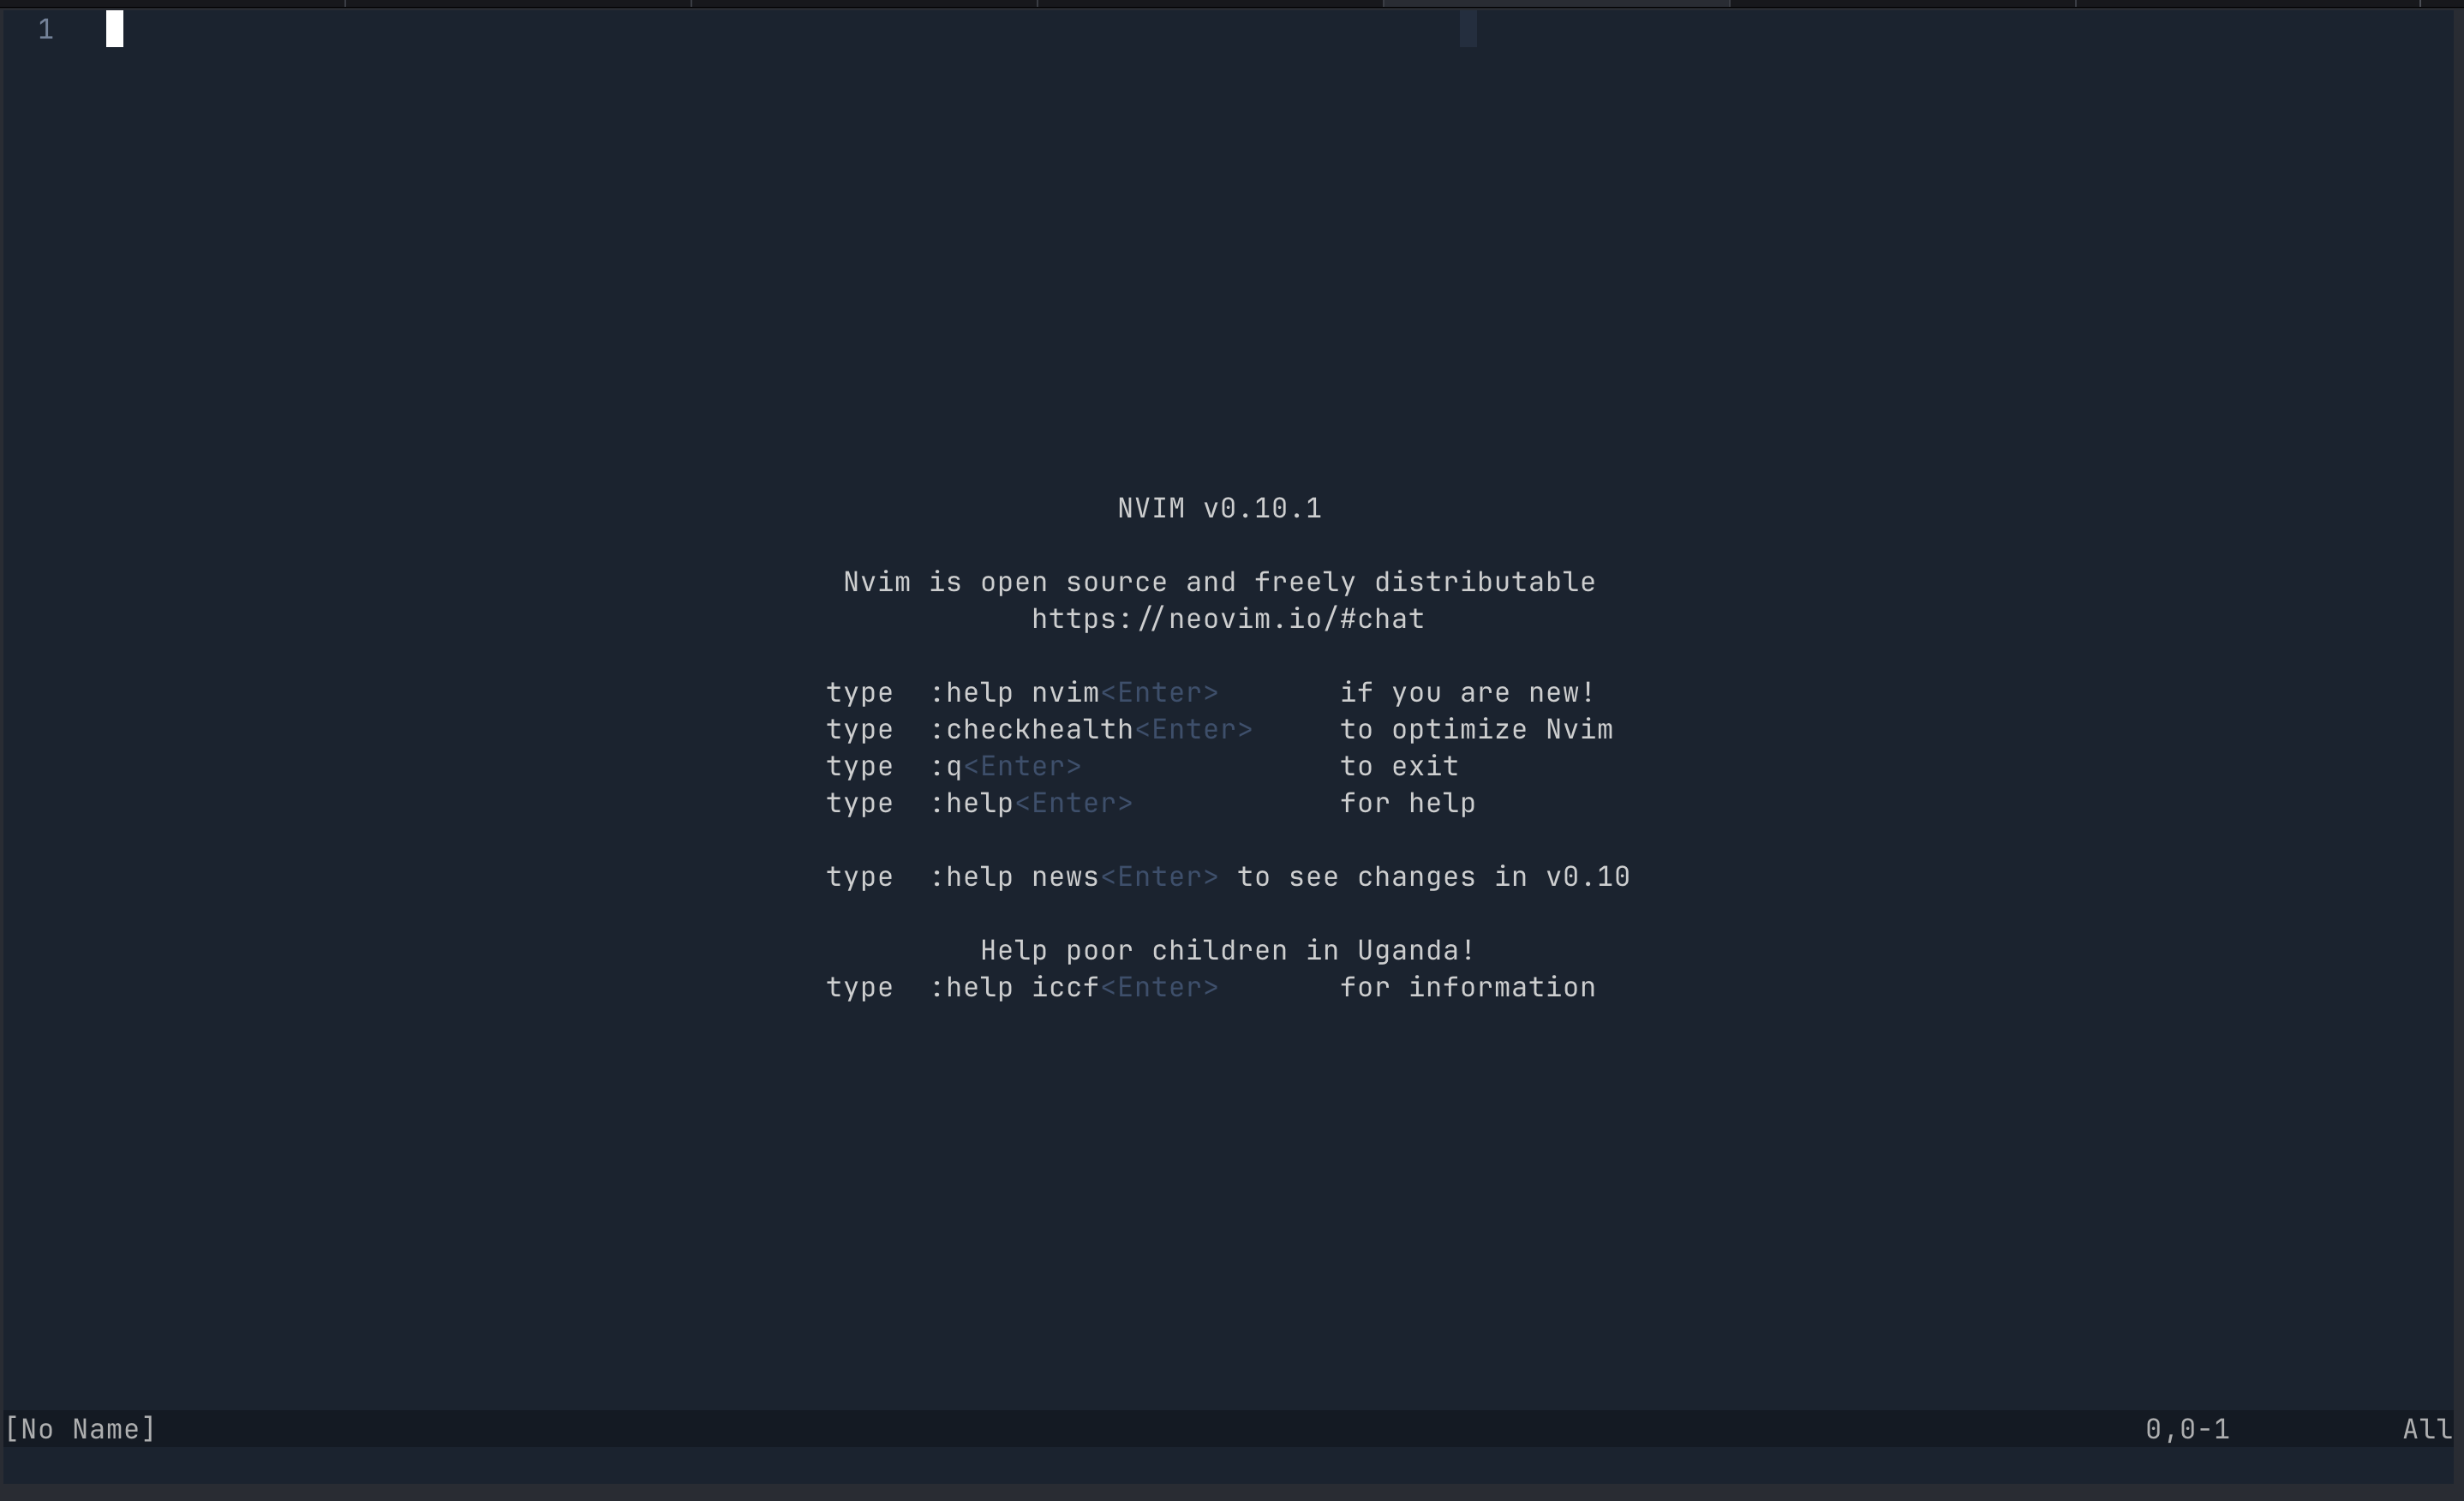 1
NVIM v0.10.1
Nvim is open source and freely distributable
https://neovim.io/#chat
type  :help nvim<Enter>       if you are new!
type  :checkhealth<Enter>     to optimize Nvim
type  :q<Enter>               to exit
type  :help<Enter>            for help
type  :help news<Enter> to see changes in v0.10
Help poor children in Uganda!
type  :help iccf<Enter>       for information
[No Name]                     0,0-1          All